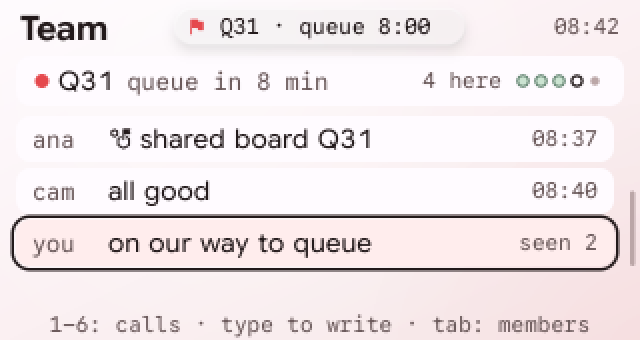 Team
Q31 · queue 8:00
08:42
Q31 queue in 8 min
4 here
ana shared board Q31 08:37
cam all good 08:40
you on our way to queue seen 2
1-6: calls · type to write · tab: members